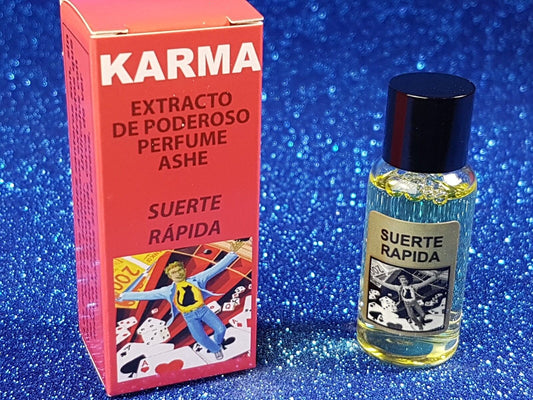 KARMA
EXTRACTO
DE PODEROSO
PERFUME
ASHE
SUERTE
RÁPIDA
SUERTE
RAPIDA